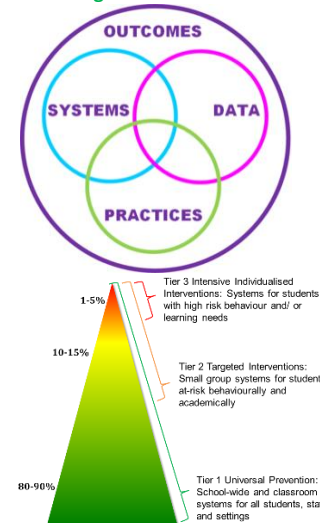 OUTCOMES
SYSTEMS
DATA
PRACTICES
Tier 3 Intensive Individualised
Interventions: Systems for students
with high risk behaviour and/ or
learning needs
1-5%
10-15%
Tier 2 Targeted Interventions:
Small group systems for student
at-risk behaviourally and
academically
80-90%
Tier 1 Universal Prevention:
School-wide and classroom
systems for all students, sta
and settings